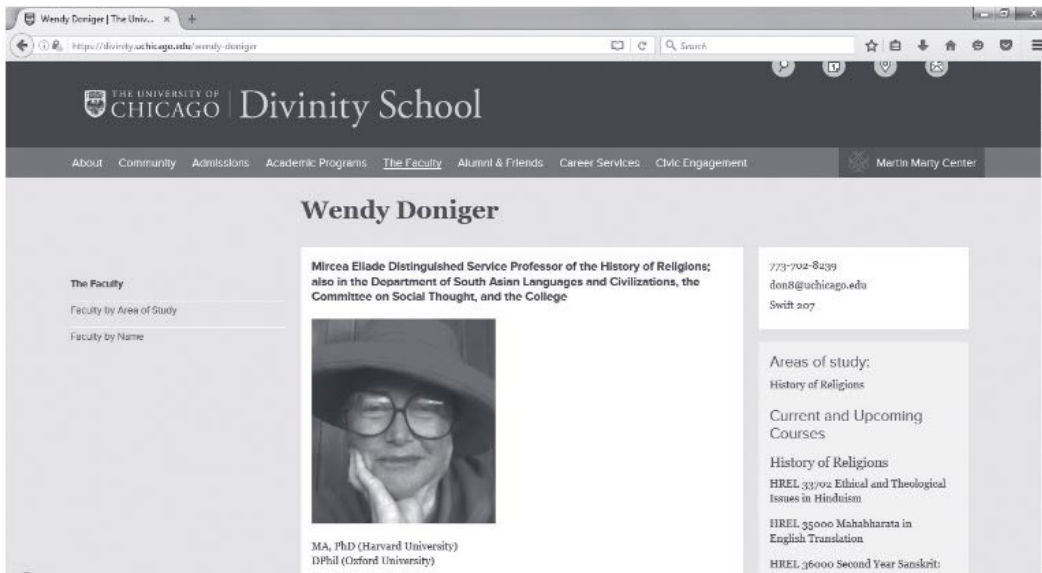 Wendy Doniger | The Univ... × +
https://divinity.uchicago.edu/wendy-doniger
Search
THE UNIVERSITY OF
CHICAGO | Divinity School
About Community Admissions Academic Programs The Faculty Alumni & Friends Career Services Civic Engagement Martin Marty Center
Wendy Doniger
The Faculty
Faculty by Area of Study
Faculty by Name
Mircea Eliade Distinguished Service Professor of the History of Religions;
also in the Department of South Asian Languages and Civilizations, the
Committee on Social Thought, and the College
MA, PhD (Harvard University)
DPhil (Oxford University)
773-702-8239
don8@uchicago.edu
Swift 207
Areas of study:
History of Religions
Current and Upcoming
Courses
History of Religions
HREL 33702 Ethical and Theological
Issues in Hinduism
HREL 35000 Mahabharata in
English Translation
HREL 36000 Second Year Sanskrit: